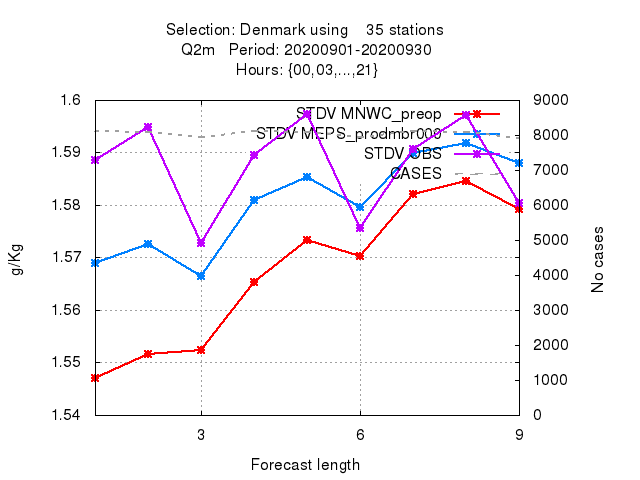 Selection: Denmark using 35 stations
Q2m Period: 20200901-20200930
Hours: {00,03,...,21}
STDV MNWC_preop
STDV MEPS_prodmbr000
STDV OBS
CASES
1.6
1.59
1.58
1.57
1.56
1.55
1.54
g/Kg
9000
8000
7000
6000
5000
4000
3000
2000
1000
0
No cases
3 6 9
Forecast length